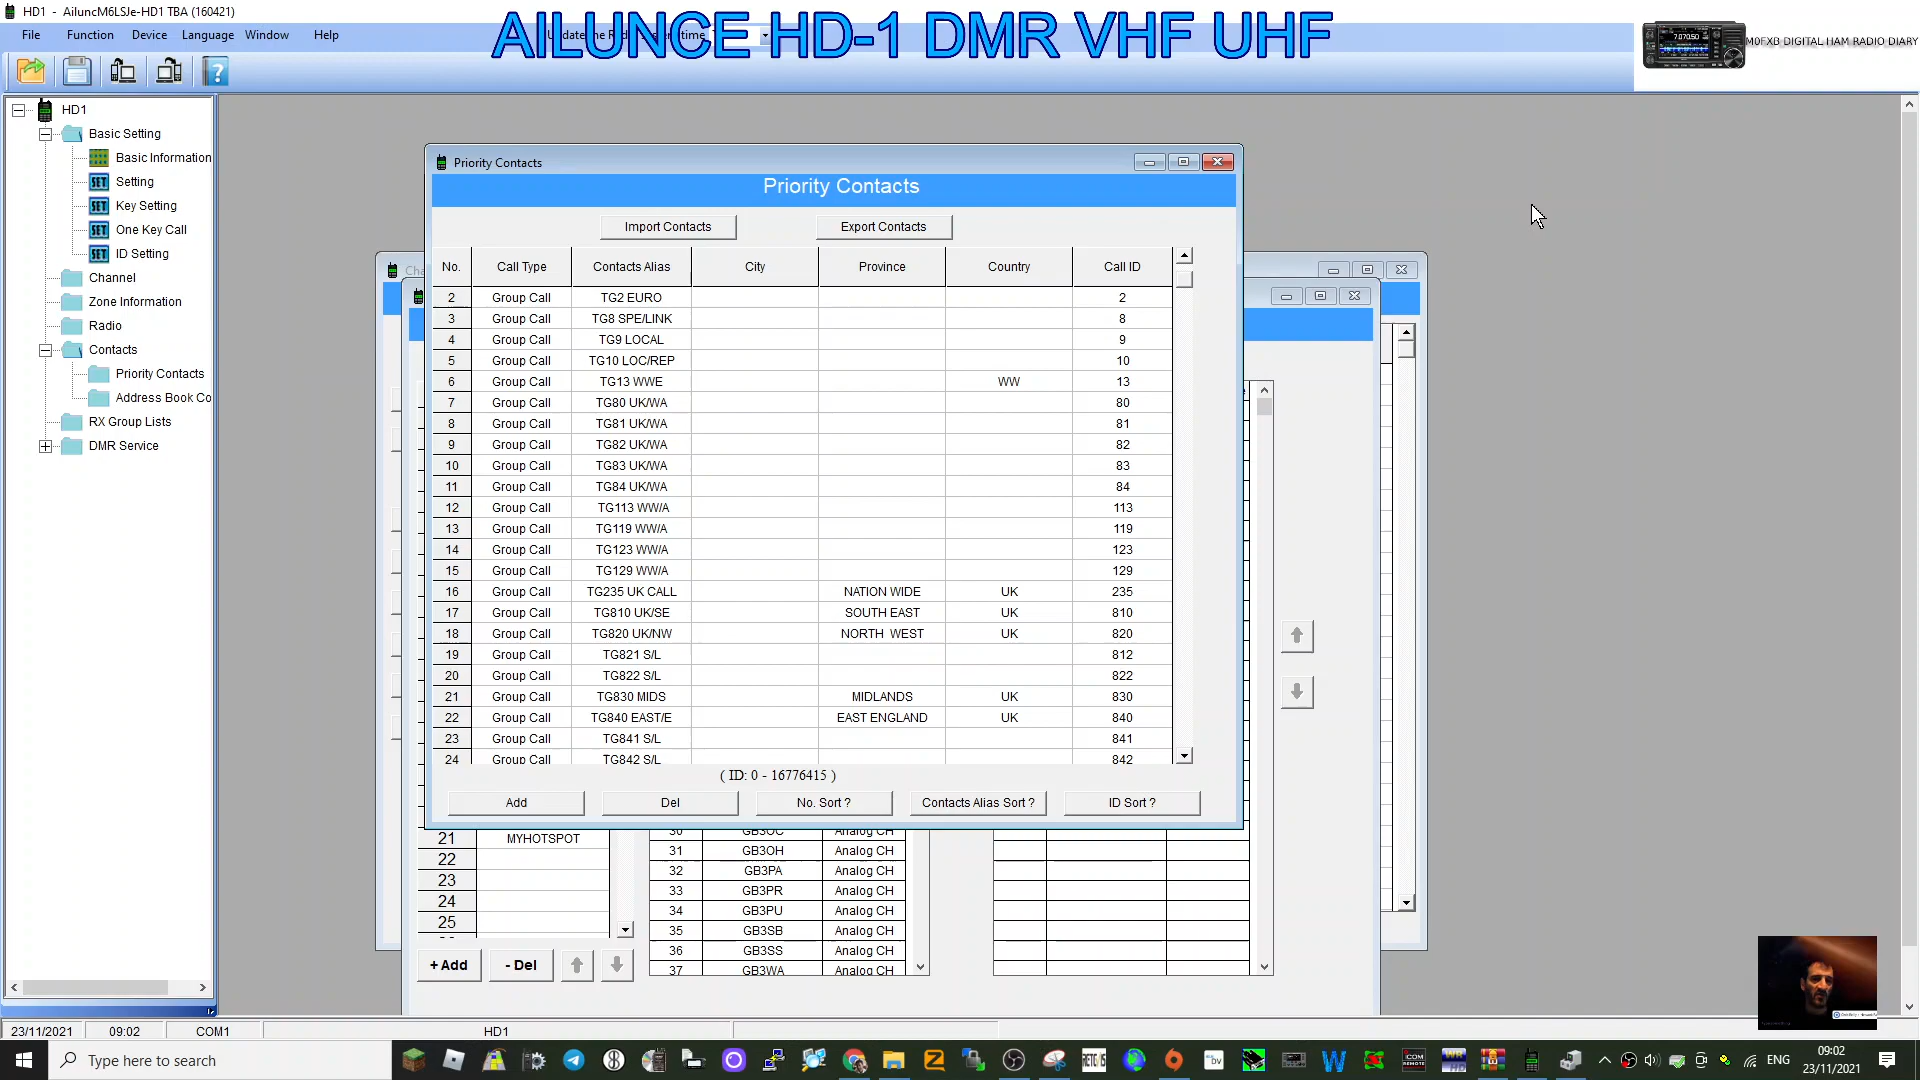 HD1 - AiluncM6LSJe-HD1 TBA (160421)
AILUNCE HD-1 DMR VHF UHF
M0FXB DIGITAL HAM RADIO DIARY
File Function Device Language Window Help
HD1
Basic Setting
Basic Information
Setting
Key Setting
One Key Call
ID Setting
Channel
Zone Information
Radio
Contacts
Priority Contacts
Address Book Co
RX Group Lists
DMR Service
Priority Contacts
Priority Contacts
Import Contacts Export Contacts
No. Call Type Contacts Alias City Province Country Call ID
2 Group Call TG2 EURO 2
3 Group Call TG8 SPE/LINK 8
4 Group Call TG9 LOCAL 9
5 Group Call TG10 LOC/REP 10
6 Group Call TG13 WWE WW 13
7 Group Call TG80 UK/WA 80
8 Group Call TG81 UK/WA 81
9 Group Call TG82 UK/WA 82
10 Group Call TG83 UK/WA 83
11 Group Call TG84 UK/WA 84
12 Group Call TG113 WW/A 113
13 Group Call TG119 WW/A 119
14 Group Call TG123 WW/A 123
15 Group Call TG129 WW/A 129
16 Group Call TG235 UK CALL NATION WIDE UK 235
17 Group Call TG810 UK/SE SOUTH EAST UK 810
18 Group Call TG820 UK/NW NORTH WEST UK 820
19 Group Call TG821 S/L 812
20 Group Call TG822 S/L 822
21 Group Call TG830 MIDS MIDLANDS UK 830
22 Group Call TG840 EAST/E EAST ENGLAND UK 840
23 Group Call TG841 S/L 841
24 Group Call TG842 S/L 842
( ID: 0 - 16776415 )
Add Del No. Sort ? Contacts Alias Sort ? ID Sort ?
21 MYHOTSPOT
22
23
24
25
+ Add - Del
30 GB3OC Analog CH
31 GB3OH Analog CH
32 GB3PA Analog CH
33 GB3PR Analog CH
34 GB3PU Analog CH
35 GB3SB Analog CH
36 GB3SS Analog CH
37 GB3WA Analog CH
23/11/2021 09:02 COM1 HD1
Type here to search
ENG
09:02
23/11/2021